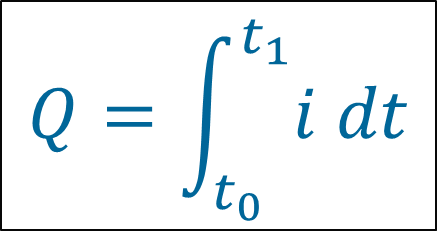 Q = ∫_{t_0}^{t_1} i dt